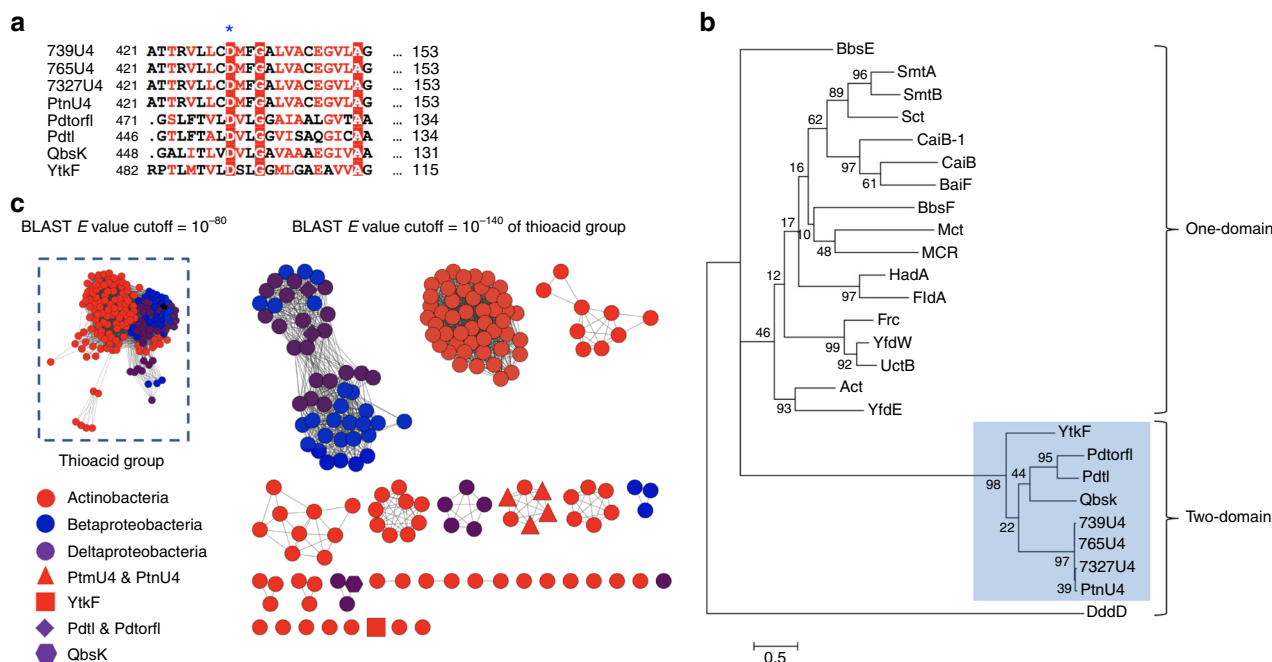 a
*
739U4 421 ATTRVLLCDMFGALVACEGVLAG ... 153
765U4 421 ATTRVLLCDMFGALVACEGVLAG ... 153
7327U4 421 ATTRVLLCDMFGALVACEGVLAG ... 153
PtnU4 421 ATTRVLLCDMFGALVACEGVLAG ... 153
Pdtorfl 471 .GSLFTVLDVLGGAIAALGVTAA ... 134
Pdtl 446 .GTLFTALDVLGGVISAQGICAA ... 134
QbsK 448 .GALITLVDVLGAVAAAEGIVAA ... 131
YtkF 482 RPTLMTVLDSLGGMLGAEAVVAG ... 115
c
BLAST E value cutoff = 10⁻⁸⁰
BLAST E value cutoff = 10⁻¹⁴⁰ of thioacid group
Thioacid group
Actinobacteria
Betaproteobacteria
Deltaproteobacteria
PtmU4 & PtnU4
YtkF
Pdtl & Pdtorfl
QbsK
b
BbsE
96 SmtA
SmtB
89 Sct
62 CaiB-1
97 CaiB
61 BaiF
16 BbsF
17 10 Mct
48 MCR
12 HadA
97 FldA
46 Frc
99 YfdW
92 UctB
Act
93 YfdE
One-domain
YtkF
98 95 Pdtorfl
44 Pdtl
Qbsk
22 739U4
765U4
97 7327U4
39 PtnU4
Two-domain
DddD
0.5